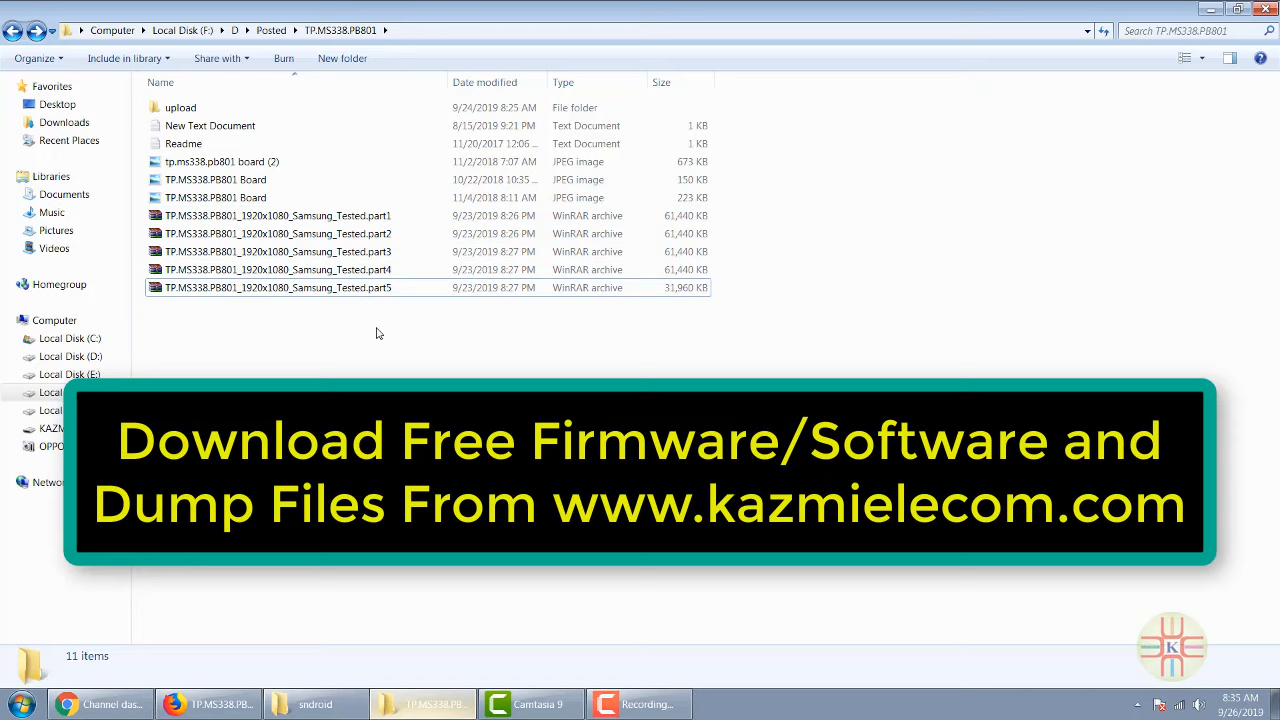 Computer ▸ Local Disk (F:) ▸ D ▸ Posted ▸ TP.MS338.PB801 ▸
Search TP.MS338.PB801
Organize Include in library Share with Burn New folder
Name Date modified Type Size
Favorites
Desktop
Downloads
Recent Places
Libraries
Documents
Music
Pictures
Videos
Homegroup
Computer
Local Disk (C:)
Local Disk (D:)
Local Disk (E:)
Local
Local
KAZM
OPPO
Netwo
upload 9/24/2019 8:25 AM File folder
New Text Document 8/15/2019 9:21 PM Text Document 1 KB
Readme 11/20/2017 12:06 ... Text Document 1 KB
tp.ms338.pb801 board (2) 11/2/2018 7:07 AM JPEG image 673 KB
TP.MS338.PB801 Board 10/22/2018 10:35 ... JPEG image 150 KB
TP.MS338.PB801 Board 11/4/2018 8:11 AM JPEG image 223 KB
TP.MS338.PB801_1920x1080_Samsung_Tested.part1 9/23/2019 8:26 PM WinRAR archive 61,440 KB
TP.MS338.PB801_1920x1080_Samsung_Tested.part2 9/23/2019 8:26 PM WinRAR archive 61,440 KB
TP.MS338.PB801_1920x1080_Samsung_Tested.part3 9/23/2019 8:27 PM WinRAR archive 61,440 KB
TP.MS338.PB801_1920x1080_Samsung_Tested.part4 9/23/2019 8:27 PM WinRAR archive 61,440 KB
TP.MS338.PB801_1920x1080_Samsung_Tested.part5 9/23/2019 8:27 PM WinRAR archive 31,960 KB
Download Free Firmware/Software and
Dump Files From www.kazmielecom.com
K
11 items
Channel das... TP.MS338.PB... sndroid TP.MS338.PB... Camtasia 9 Recording...
8:35 AM
9/26/2019